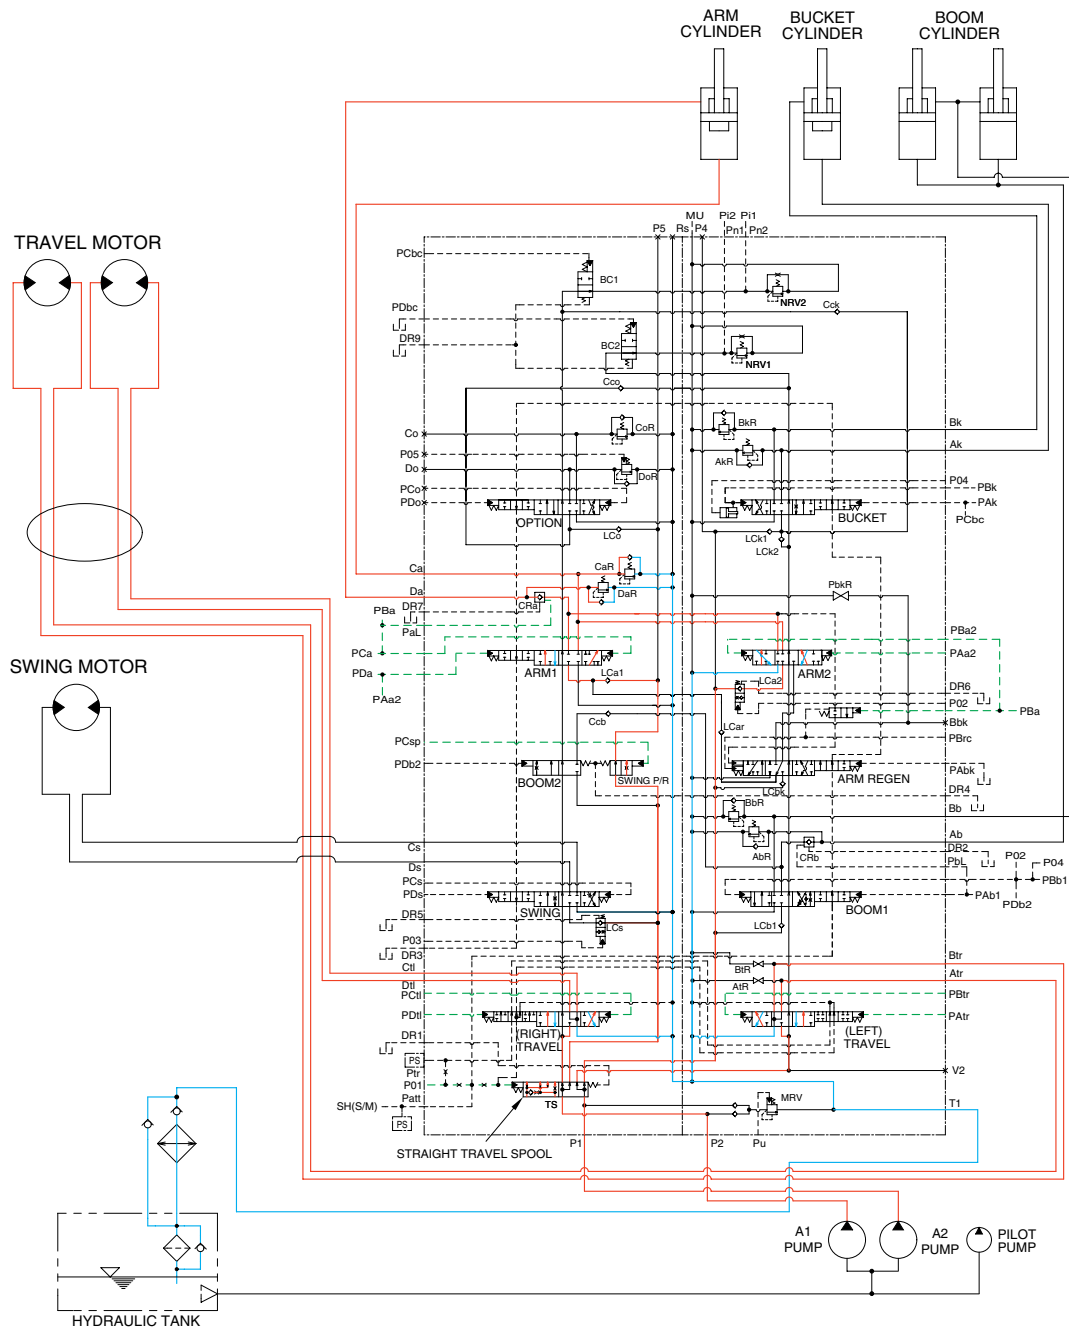 ARM
CYLINDER
BUCKET
CYLINDER
BOOM
CYLINDER
TRAVEL MOTOR
SWING MOTOR
MU
Pi2
Pi1
P5
Rs
P4
Pn1
Pn2
PCbc
BC1
NRV2
Cck
PDbc
DR9
BC2
NRV1
Cco
Co
CoR
BkR
Bk
AkR
Ak
P05
Do
DoR
P04
PCo
PBk
PDo
PAk
OPTION
BUCKET
PCbc
LCo
LCk1
LCk2
Ca
CaR
Da
DaR
PbkR
CRa
DR7
PBa
PaL
PBa2
PCa
PAa2
PDa
ARM1
LCa1
LCa2
ARM2
PAa2
DR6
P02
PBa
Ccb
LCar
Bbk
PCsp
PBrc
PDb2
PAbk
BOOM2
SWING P/R
ARM REGEN
LCbk
DR4
BbR
Bb
Cs
AbR
CRb
Ab
DR2
P02
P04
Ds
PbL
PCs
PBb1
PDs
PAb1
PDb2
SWING
BOOM1
DR5
LCs
LCb1
P03
DR3
Ctl
BtR
Btr
AtR
Atr
Dtl
PCtl
PBtr
PDtl
PAtr
(RIGHT)
TRAVEL
(LEFT)
TRAVEL
DR1
PS
Ptr
V2
P01
Patt
TS
MRV
SH(S/M)
T1
PS
P1
P2
Pu
STRAIGHT TRAVEL SPOOL
A1
PUMP
A2
PUMP
PILOT
PUMP
HYDRAULIC TANK